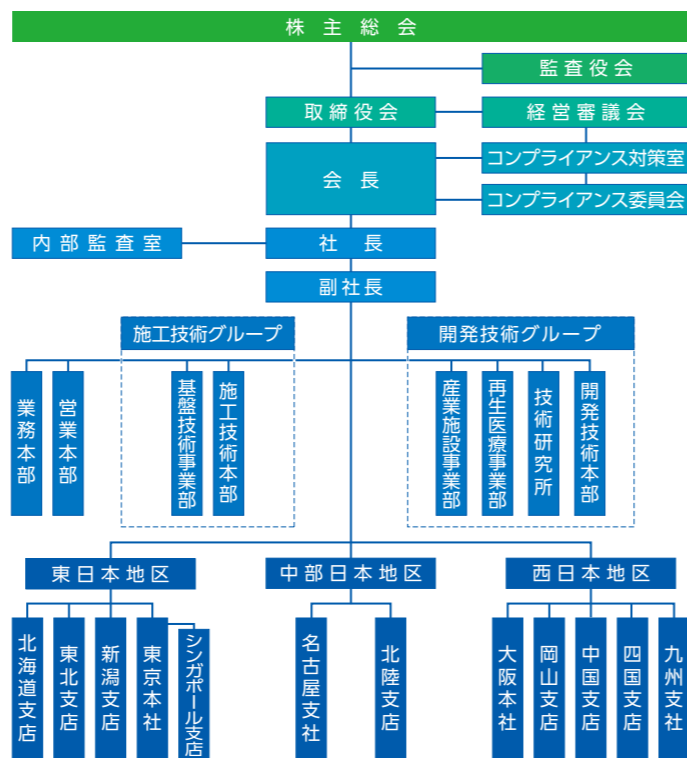 株主総会
監査役会
取締役会
経営審議会
会長
コンプライアンス対策室
コンプライアンス委員会
内部監査室
社長
副社長
施工技術グループ
開発技術グループ
業務本部
営業本部
基盤技術事業部
施工技術本部
産業施設事業部
再生医療事業部
技術研究所
開発技術本部
東日本地区
中部日本地区
西日本地区
北海道支店
東北支店
新潟支店
東京本社
シンガポール支店
名古屋支社
北陸支店
大阪本社
岡山支店
中国支店
四国支店
九州支社